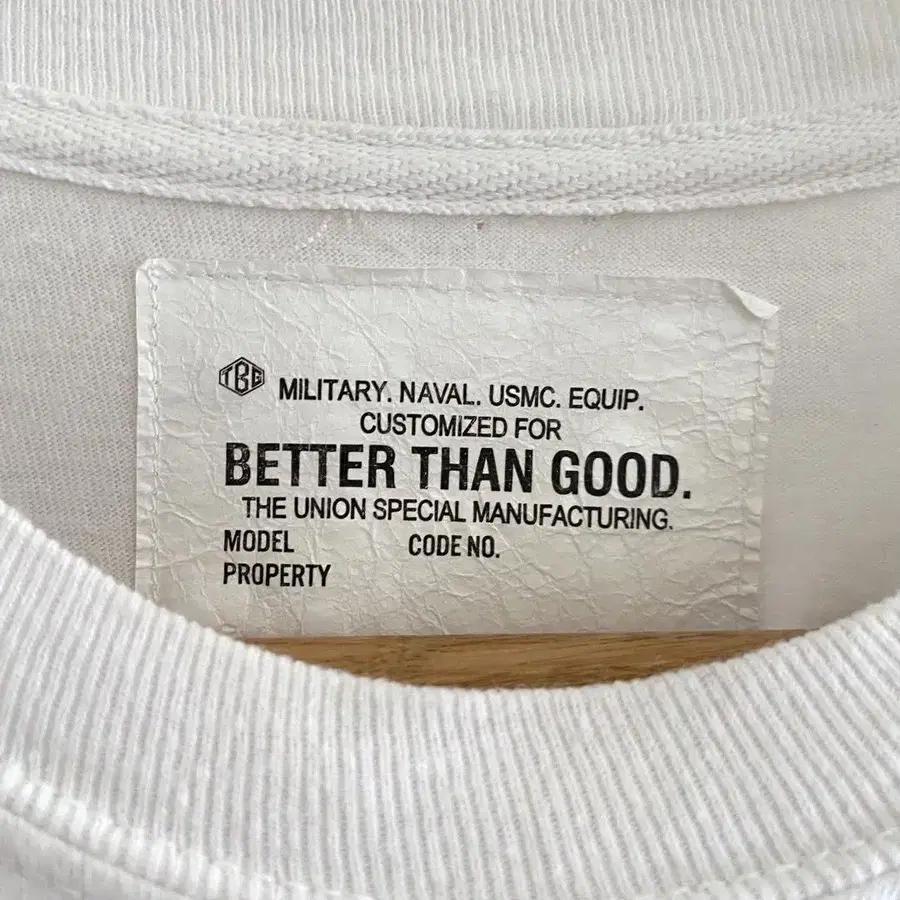 TBG
MILITARY. NAVAL. USMC. EQUIP.
CUSTOMIZED FOR
BETTER THAN GOOD.
THE UNION SPECIAL MANUFACTURING.
MODEL CODE NO.
PROPERTY